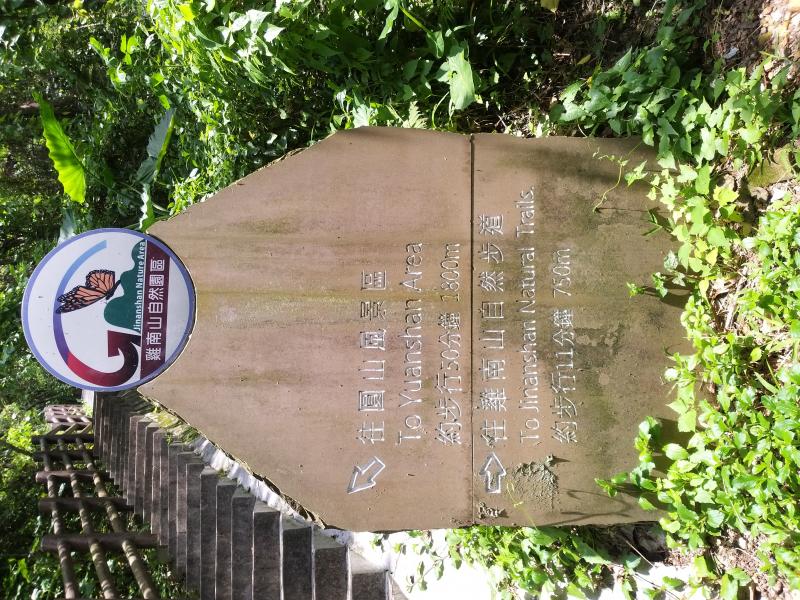 Jinanshan Nature Area
雞南山自然園區
往圓山風景區
To Yuanshan Area
約步行50分鐘 1800m
往雞南山自然步道
To Jinanshan Natural Trails.
約步行11分鐘 750m